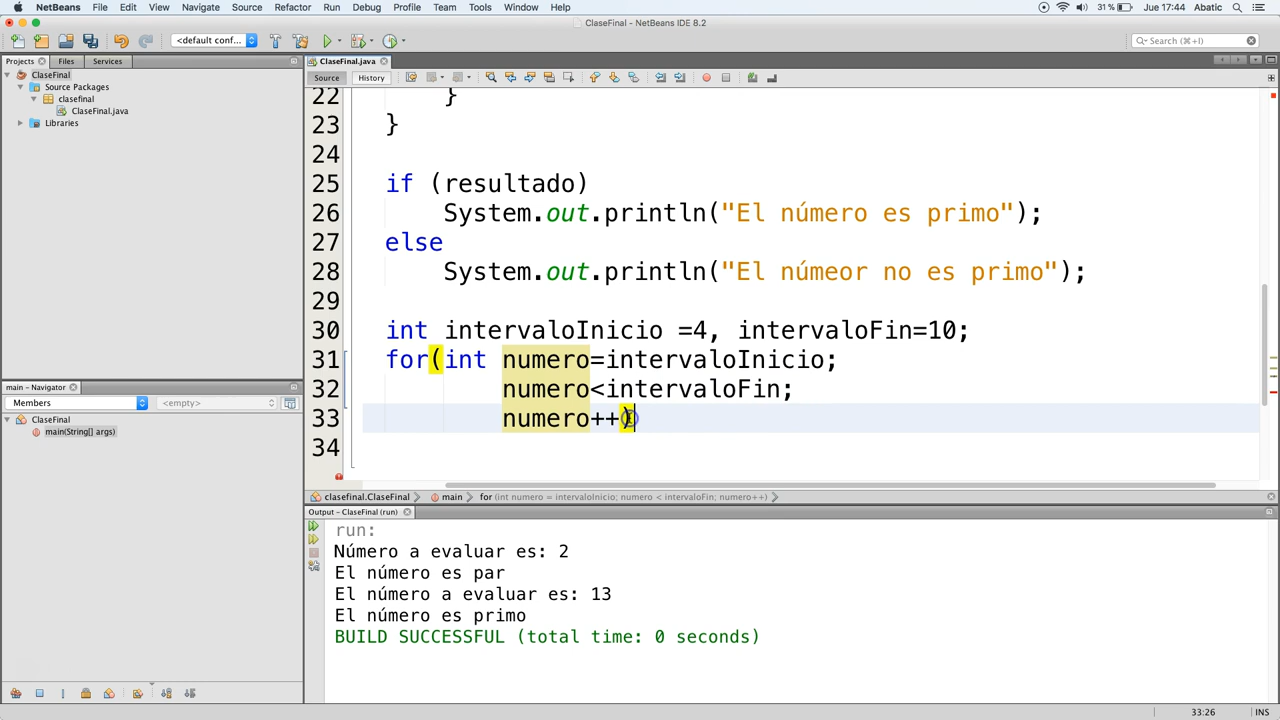 NetBeans File Edit View Navigate Source Refactor Run Debug Profile Team Tools Window Help 31 % Jue 17:44 Abatic
ClaseFinal - NetBeans IDE 8.2
<default conf... Search (⌘+I)
Projects Files Services
ClaseFinal
Source Packages
clasefinal
ClaseFinal.java
Libraries
main - Navigator
Members <empty>
ClaseFinal
main(String[] args)
ClaseFinal.java
Source History
22 }
23 }
24
25 if (resultado)
26 System.out.println("El número es primo");
27 else
28 System.out.println("El númeor no es primo");
29
30 int intervaloInicio =4, intervaloFin=10;
31 for(int numero=intervaloInicio;
32 numero<intervaloFin;
33 numero++)
34
clasefinal.ClaseFinal main for (int numero = intervaloInicio; numero < intervaloFin; numero++)
Output - ClaseFinal (run)
run:
Número a evaluar es: 2
El número es par
El número a evaluar es: 13
El número es primo
BUILD SUCCESSFUL (total time: 0 seconds)
33:26 INS